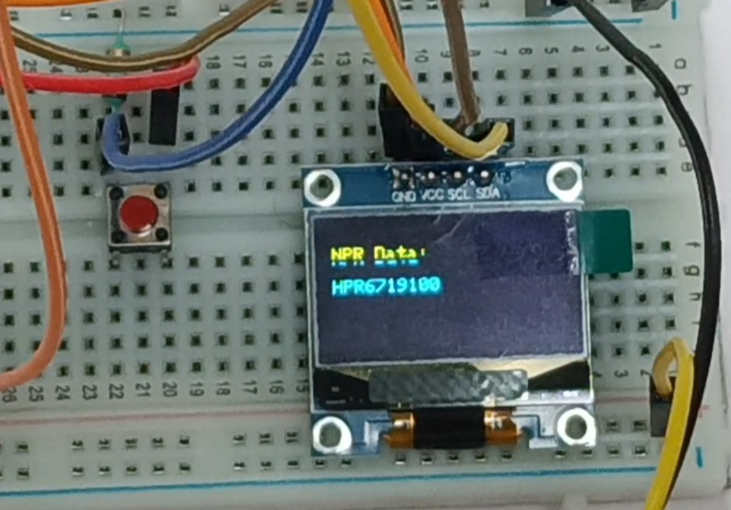 GND VCC SCL SDA
NPR Data:
HPR6719100